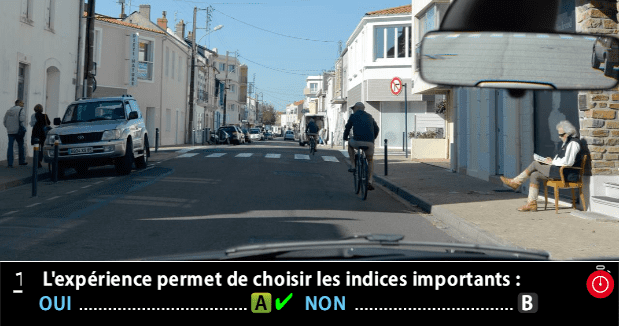 1 L'expérience permet de choisir les indices importants :
OUI ................................. A ✔ NON ............................... B